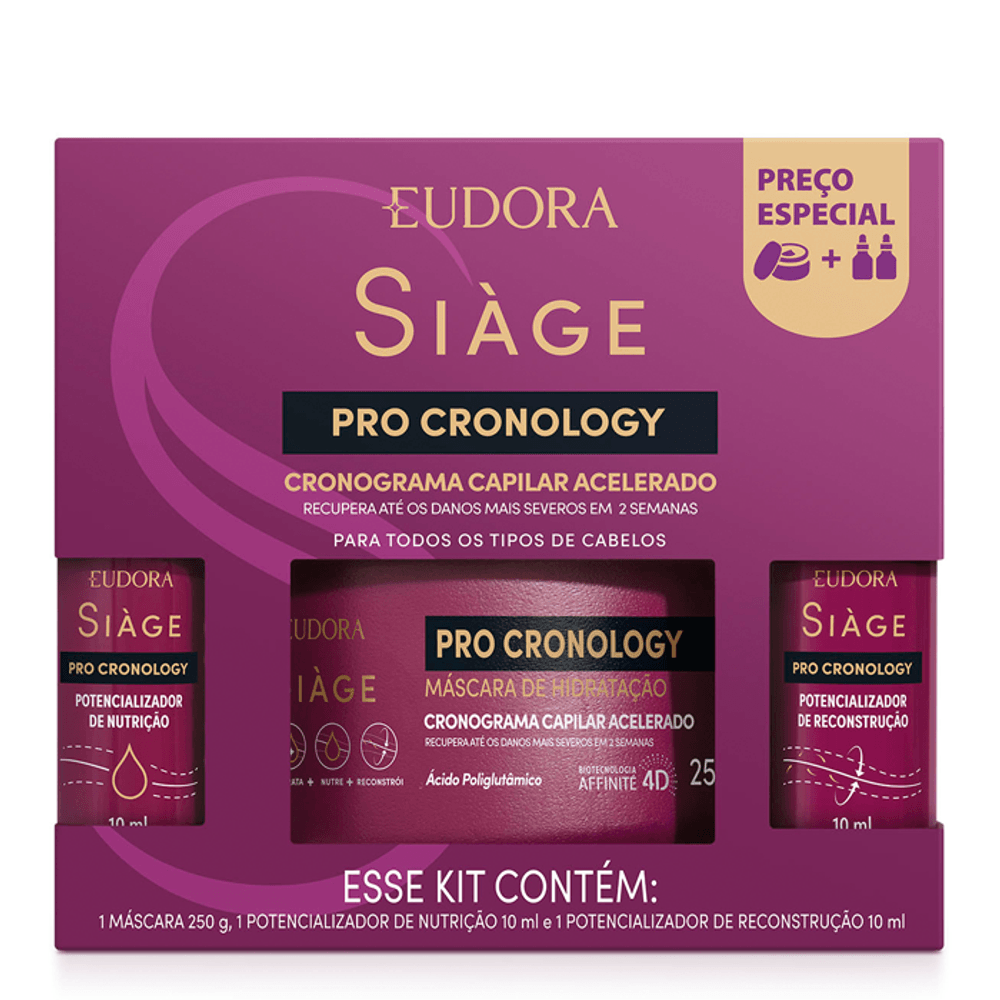 EUDORA
SIÀGE
PREÇO
ESPECIAL
+
PRO CRONOLOGY
CRONOGRAMA CAPILAR ACELERADO
RECUPERA ATÉ OS DANOS MAIS SEVEROS EM 2 SEMANAS
PARA TODOS OS TIPOS DE CABELOS
EUDORA
SIÀGE
PRO CRONOLOGY
POTENCIALIZADOR
DE NUTRIÇÃO
10 ml
UDORA
IÀGE
PRO CRONOLOGY
MÁSCARA DE HIDRATAÇÃO
CRONOGRAMA CAPILAR ACELERADO
RECUPERA ATÉ OS DANOS MAIS SEVEROS EM 2 SEMANAS
ATA + NUTRE + RECONSTRÓI
Ácido Poliglutâmico
BIOTECNOLOGIA
AFFINITÉ 4D
25
EUDORA
SIÀGE
PRO CRONOLOGY
POTENCIALIZADOR
DE RECONSTRUÇÃO
10 ml
ESSE KIT CONTÉM:
1 MÁSCARA 250 g, 1 POTENCIALIZADOR DE NUTRIÇÃO 10 ml e 1 POTENCIALIZADOR DE RECONSTRUÇÃO 10 ml